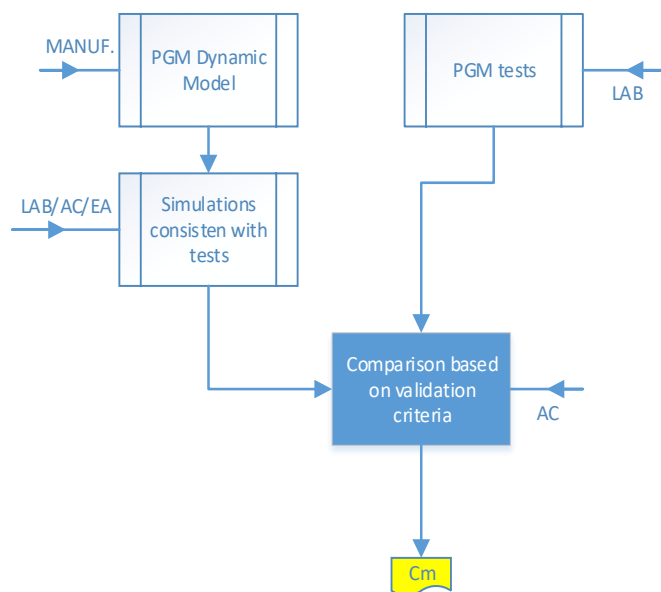 MANUF.
PGM Dynamic
Model
PGM tests
LAB
LAB/AC/EA
Simulations
consisten with
tests
Comparison based
on validation
criteria
AC
Cm